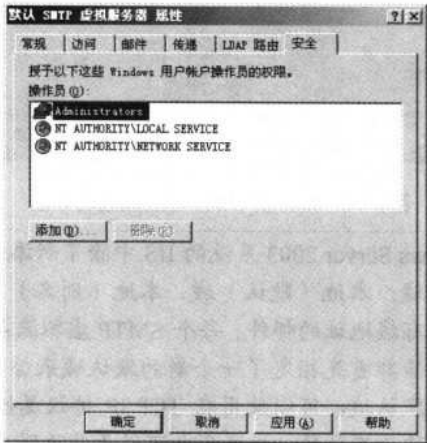 默认 SMTP 虚拟服务器 属性
常规 访问 邮件 传递 LDAP 路由 安全
授予以下这些 Windows 用户帐户操作员的权限。
操作员(O):
Administrators
NT AUTHORITY\LOCAL SERVICE
NT AUTHORITY\NETWORK SERVICE
添加(D)... 删除(R)
确定 取消 应用(A) 帮助